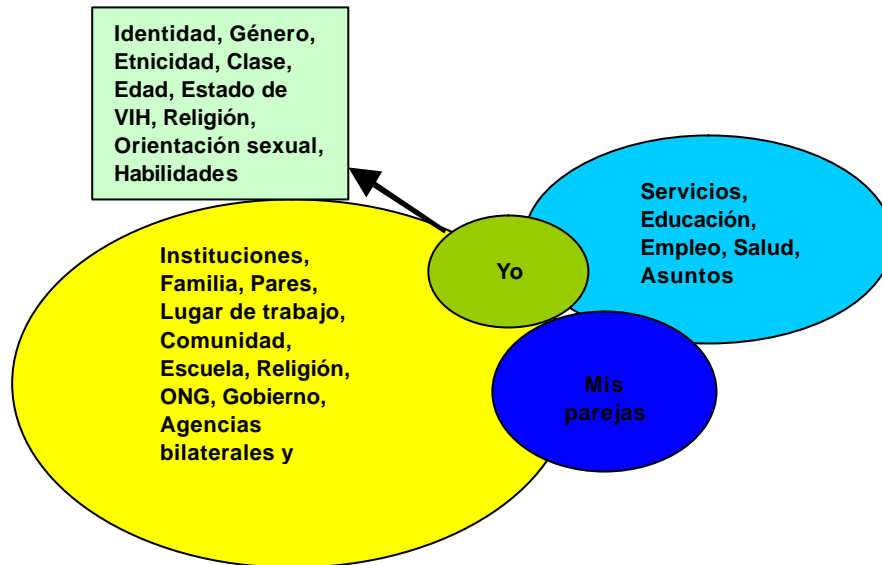 Identidad, Género,
Etnicidad, Clase,
Edad, Estado de
VIH, Religión,
Orientación sexual,
Habilidades
Servicios,
Educación,
Empleo, Salud,
Asuntos
Yo
Instituciones,
Familia, Pares,
Lugar de trabajo,
Comunidad,
Escuela, Religión,
ONG, Gobierno,
Agencias
bilaterales y
Mis
parejas